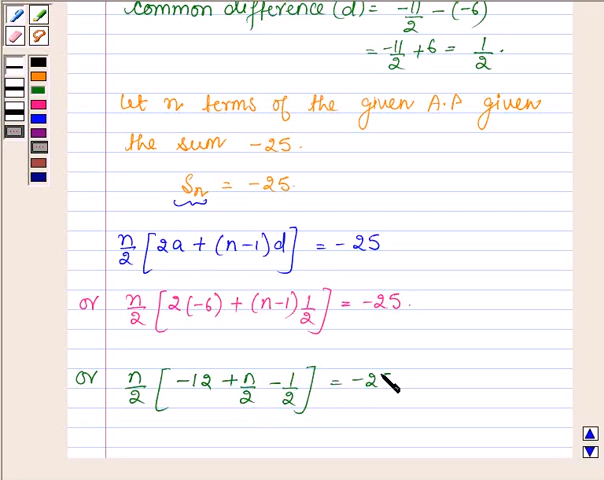 Common difference (d) = -11/2 - (-6)
= -11/2 + 6 = 1/2.
Let n terms of the given A.P given
the sum -25.
Sn = -25.
n/2 [2a + (n-1)d] = -25
or n/2 [2(-6) + (n-1) 1/2] = -25.
or n/2 [-12 + n/2 - 1/2] = -25